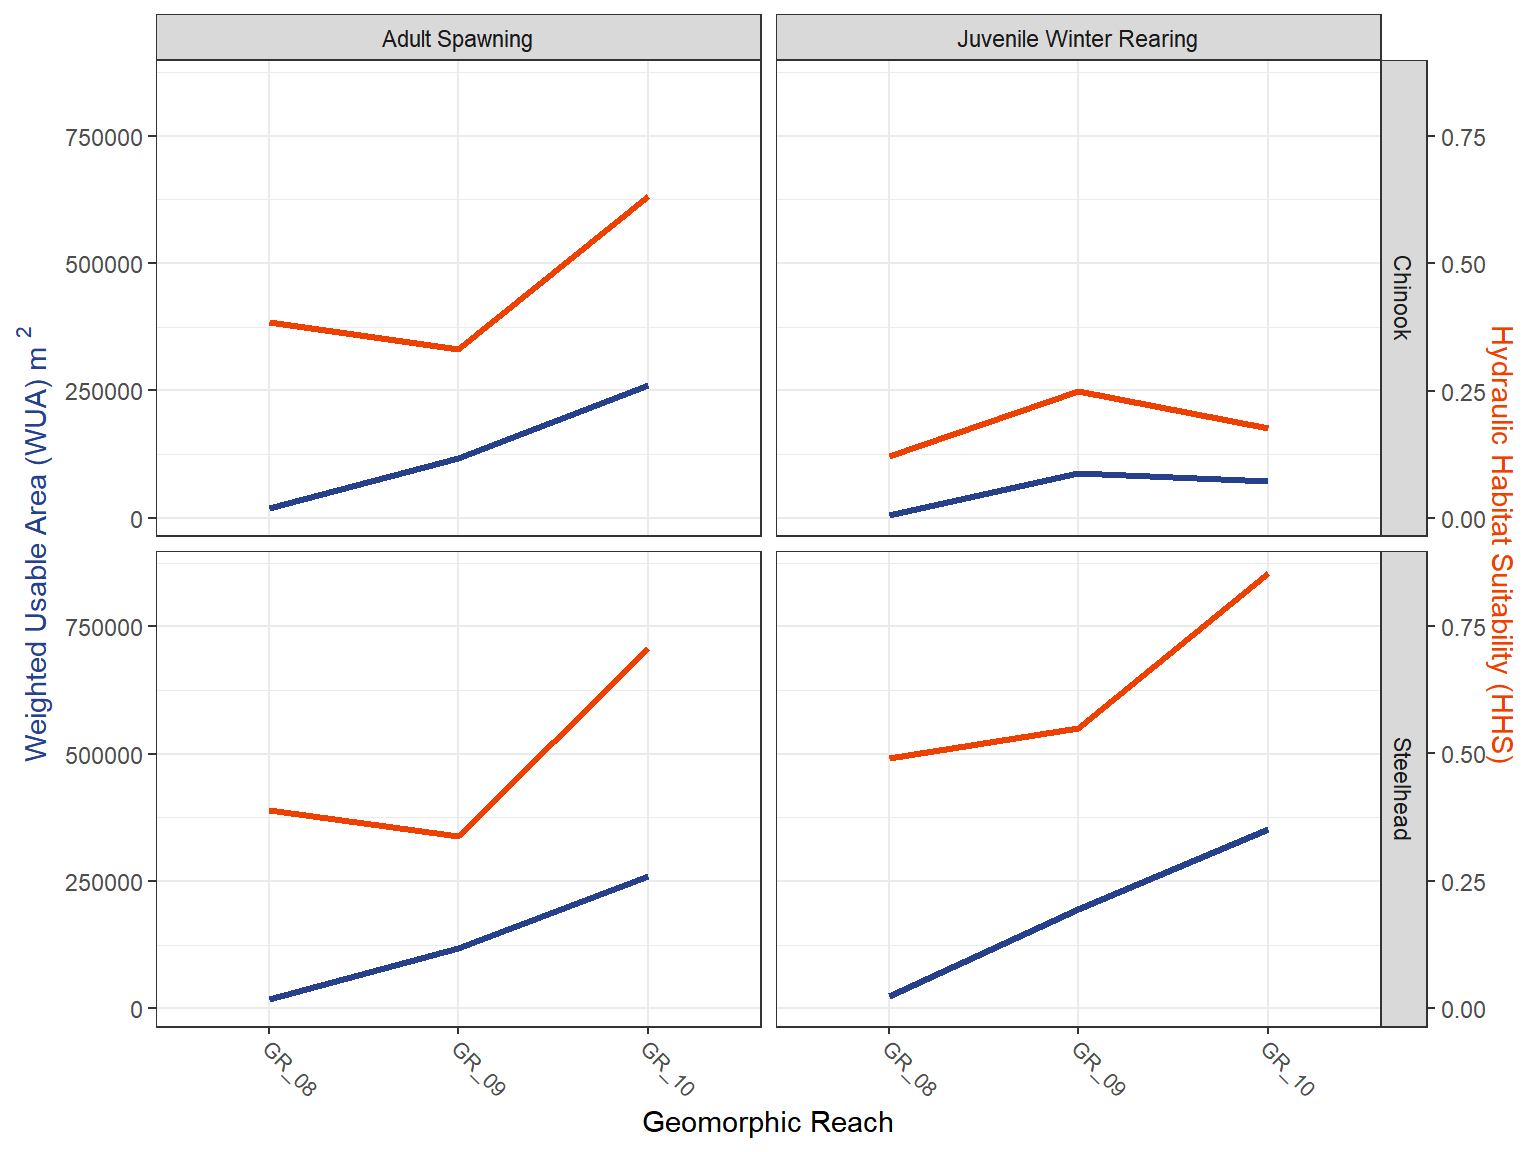 Adult Spawning
Juvenile Winter Rearing
750000
500000
250000
0
Chinook
0.75
0.50
0.25
0.00
750000
500000
250000
0
Steelhead
0.75
0.50
0.25
0.00
Weighted Usable Area (WUA) m 2
Hydraulic Habitat Suitability (HHS)
GR_08
GR_09
GR_10
GR_08
GR_09
GR_10
Geomorphic Reach